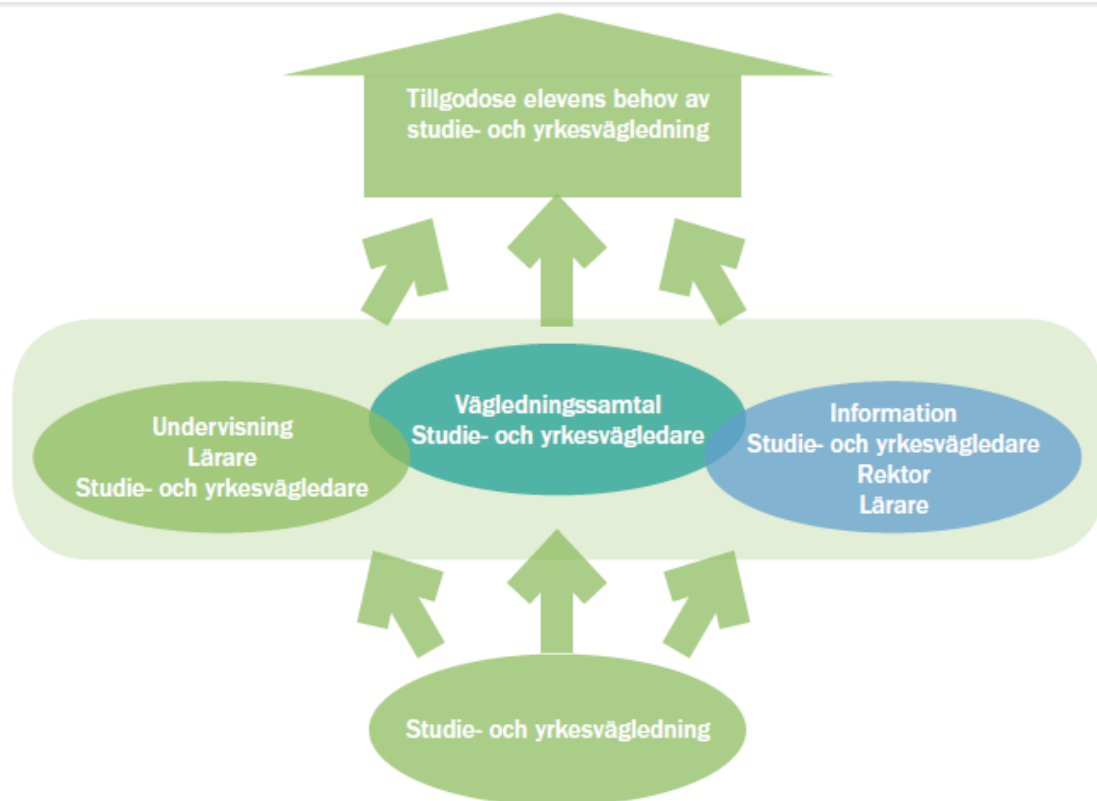 Tillgodose elevens behov av
studie- och yrkesvägledning
Undervisning
Lärare
Studie- och yrkesvägledare
Vägledningssamtal
Studie- och yrkesvägledare
Information
Studie- och yrkesvägledare
Rektor
Lärare
Studie- och yrkesvägledning